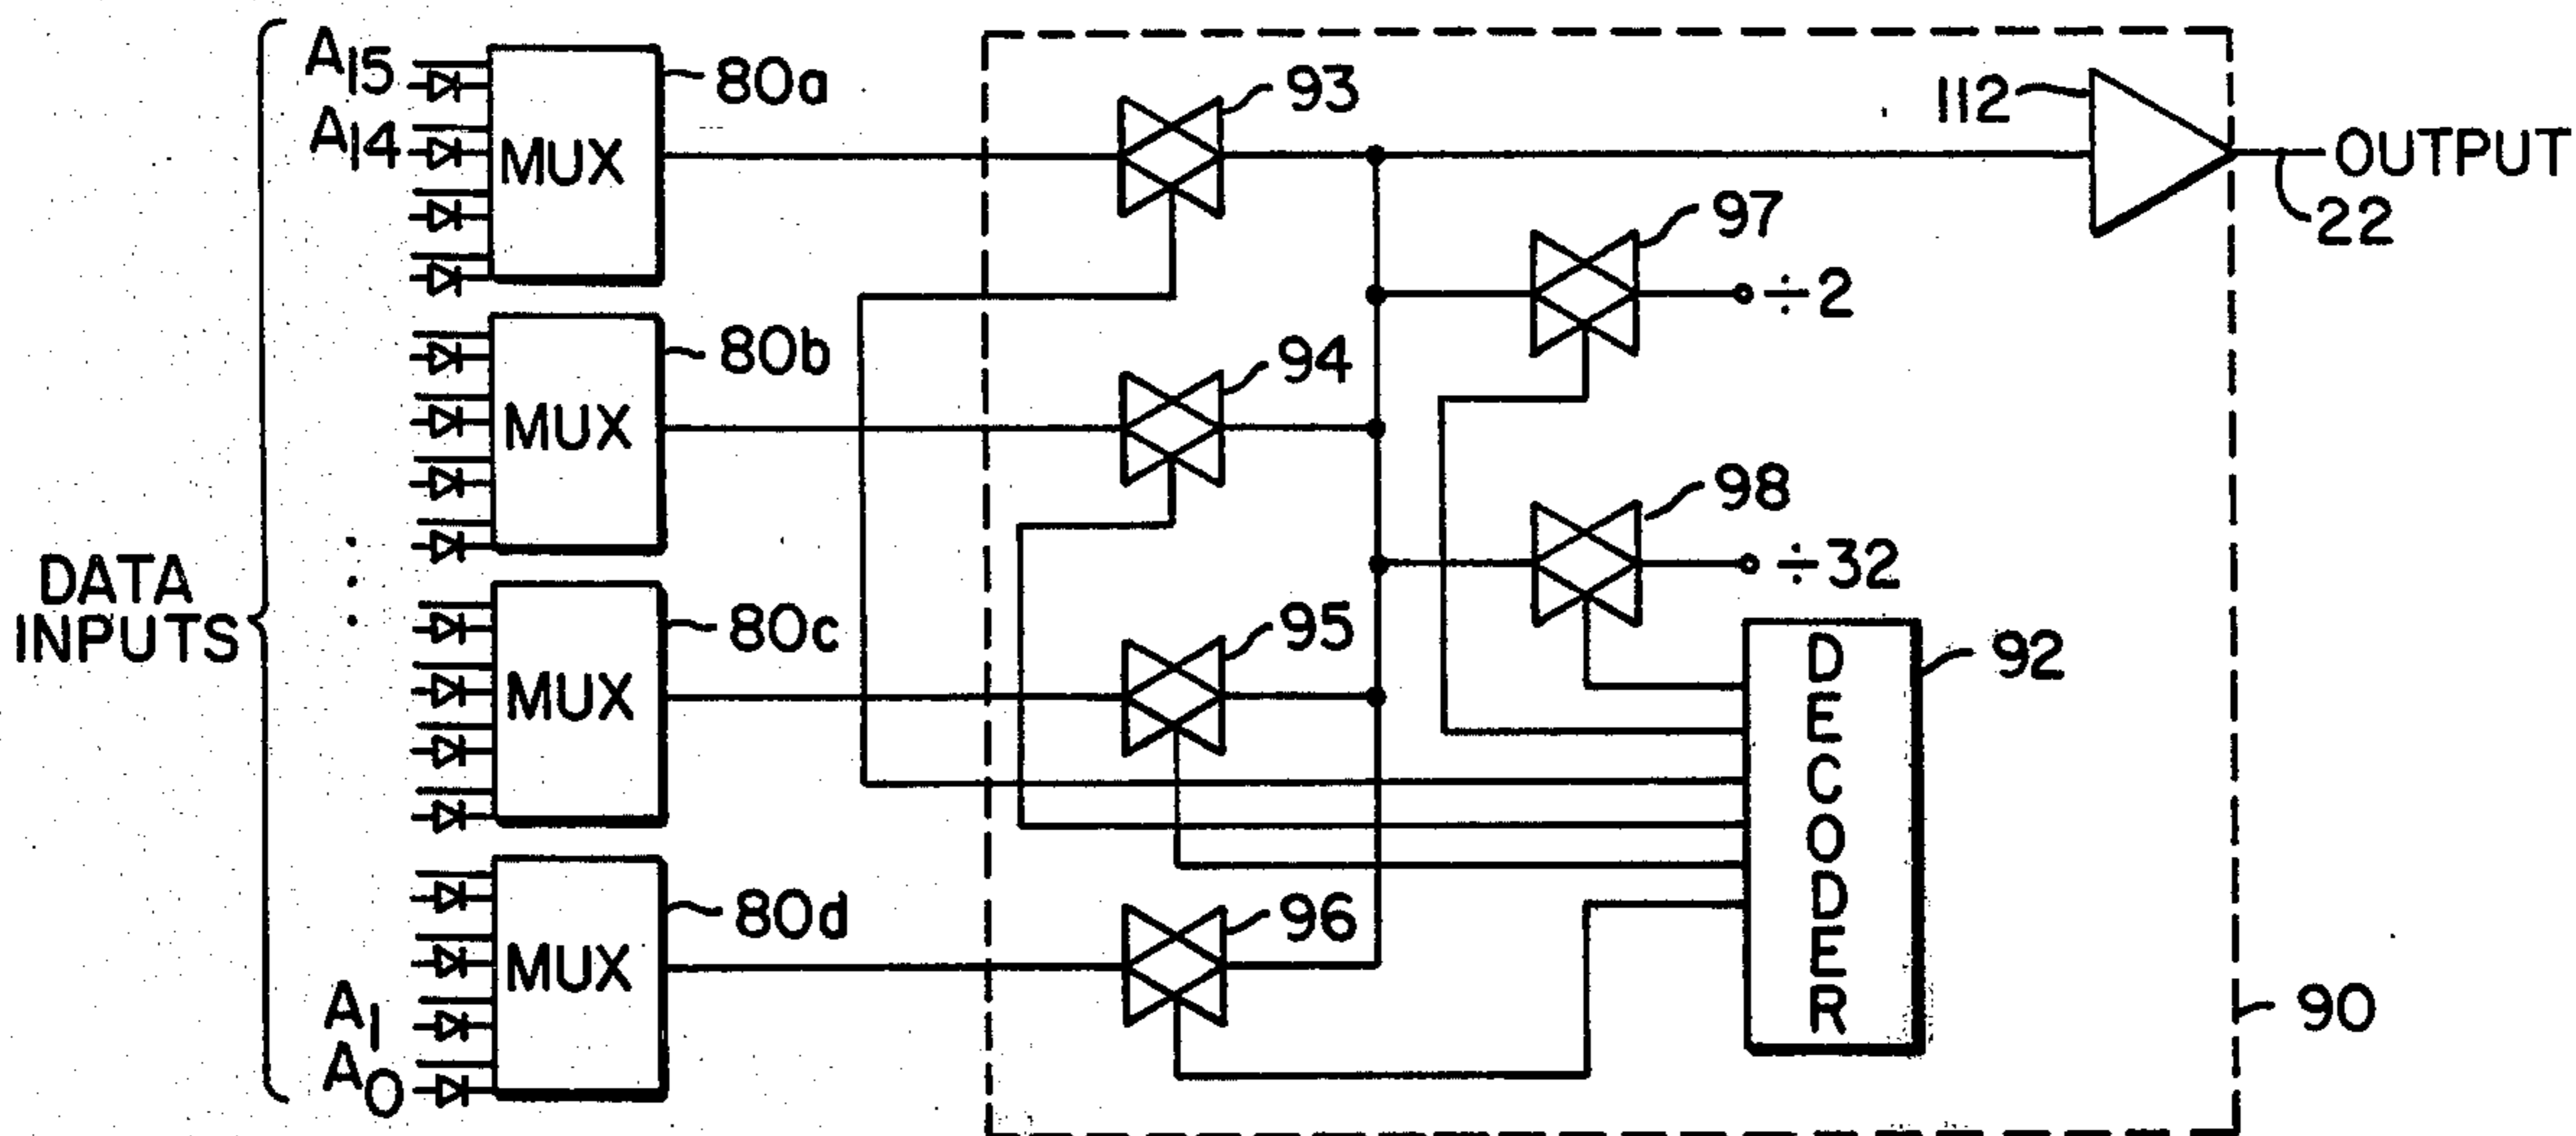 A15
A14
MUX
80a
93
112
OUTPUT
22
97
÷2
80b
94
MUX
98
÷32
DATA
INPUTS
80c
95
MUX
DECODER
92
80d
96
MUX
A1
A0
90